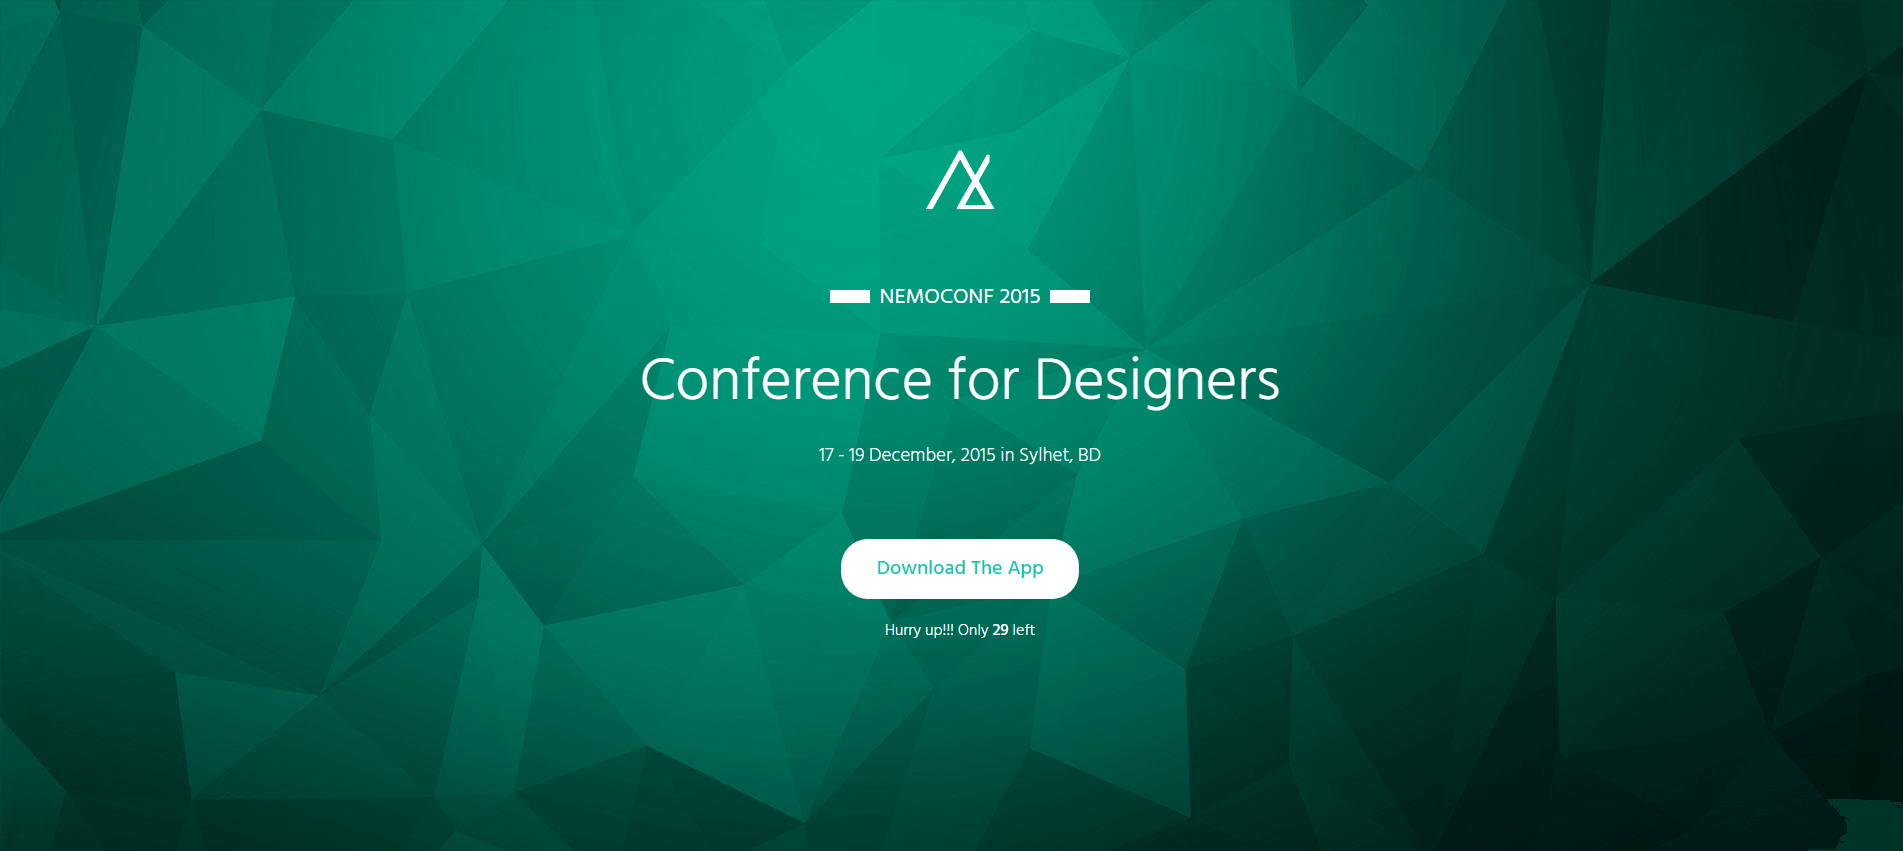 NEMOCONF 2015
Conference for Designers
17 - 19 December, 2015 in Sylhet, BD
Download The App
Hurry up!!! Only 29 left